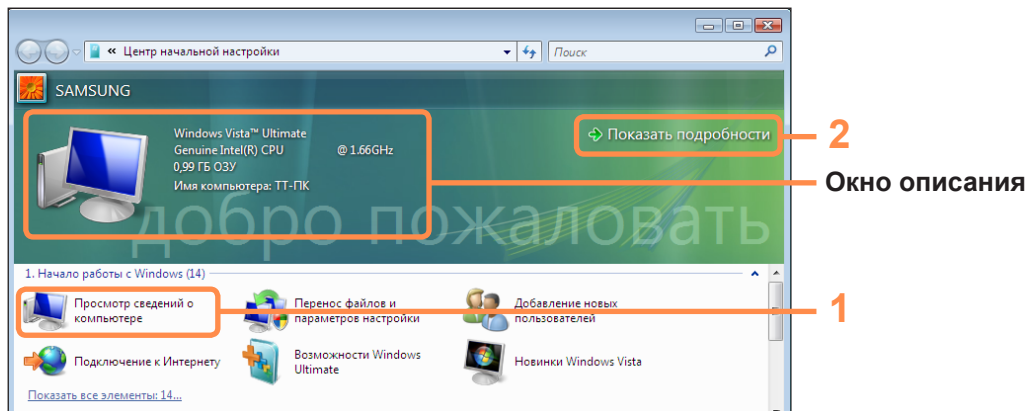 Центр начальной настройки
Поиск
SAMSUNG
Windows Vista™ Ultimate
Genuine Intel(R) CPU @ 1.66GHz
0,99 ГБ ОЗУ
Имя компьютера: ТТ-ПК
Показать подробности
2
Окно описания
добро пожаловать
1. Начало работы с Windows (14)
Просмотр сведений о
компьютере
Перенос файлов и
параметров настройки
Добавление новых
пользователей
1
Подключение к Интернету
Возможности Windows
Ultimate
Новинки Windows Vista
Показать все элементы: 14...